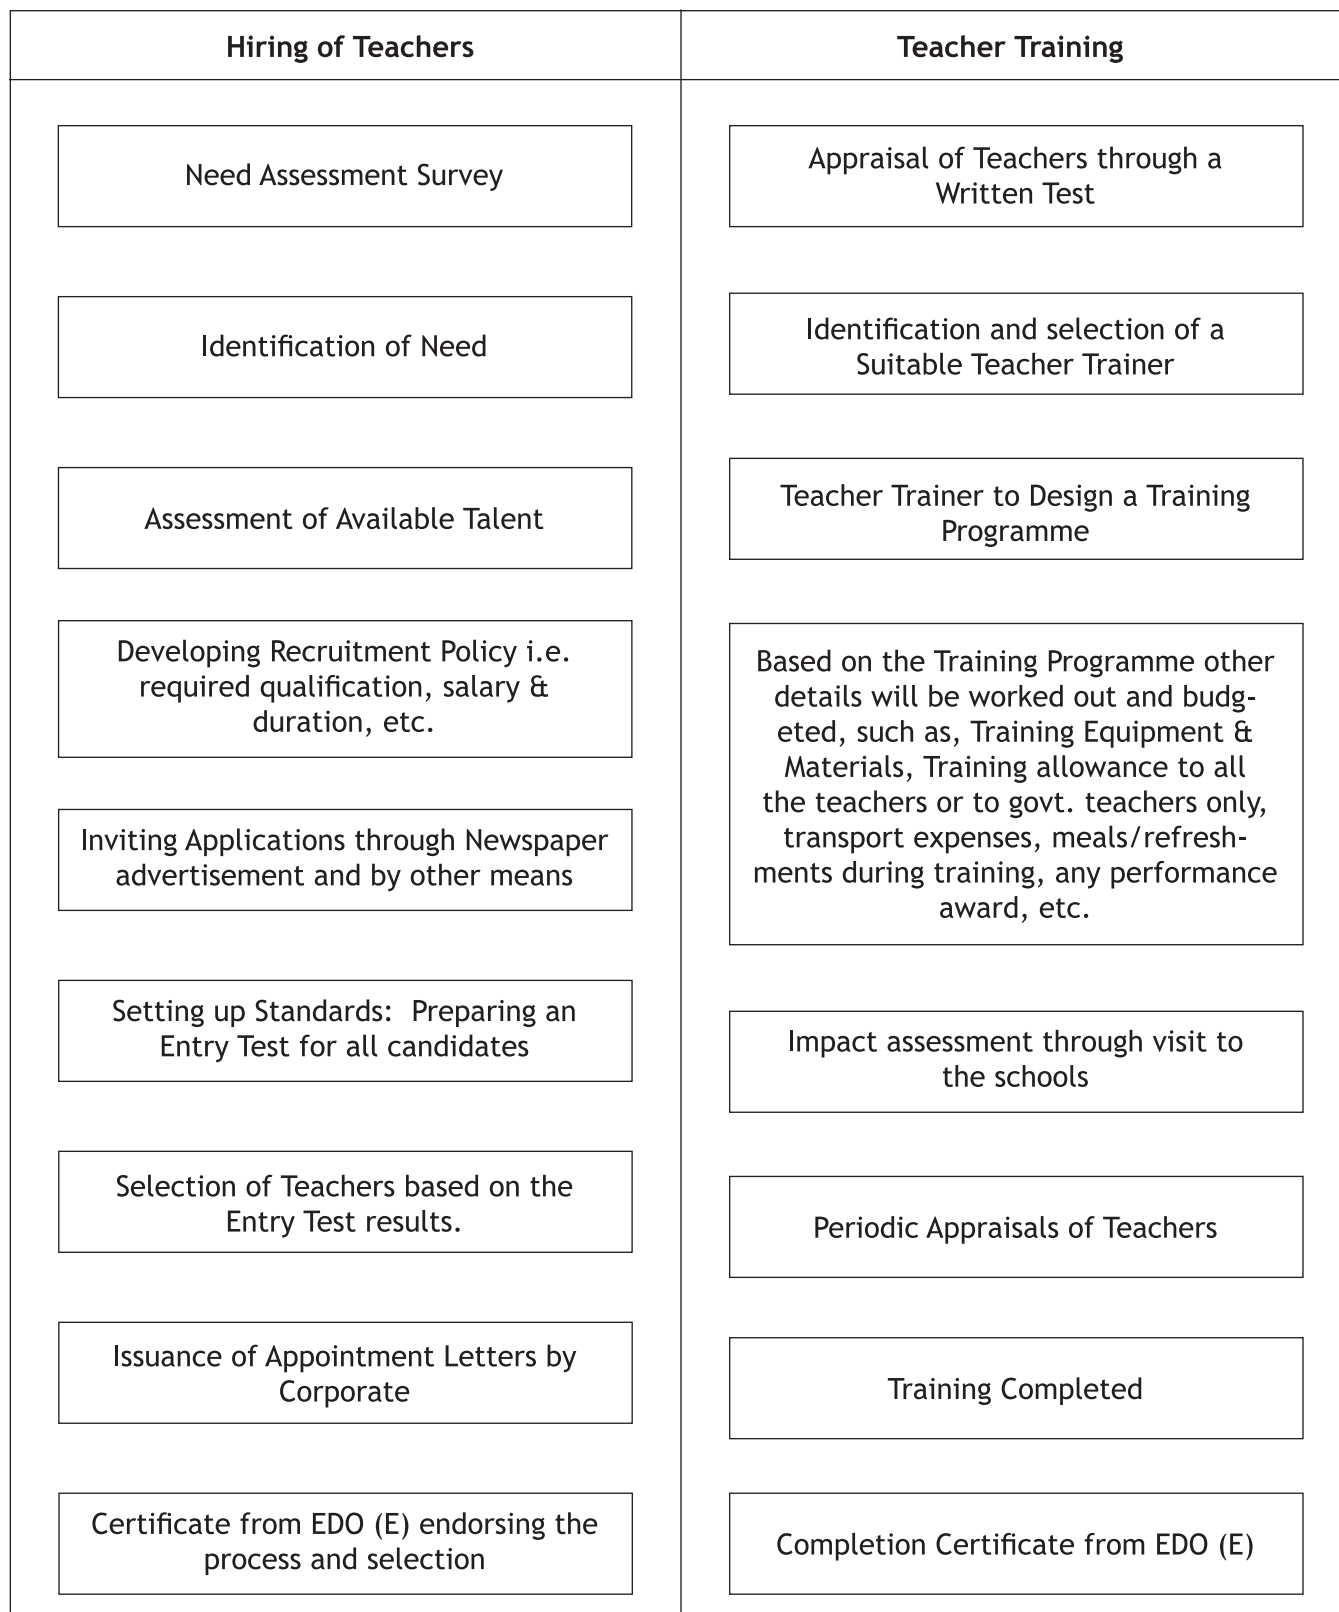 Hiring of Teachers
Need Assessment Survey
Identification of Need
Assessment of Available Talent
Developing Recruitment Policy i.e.
required qualification, salary &
duration, etc.
Inviting Applications through Newspaper
advertisement and by other means
Setting up Standards:  Preparing an
Entry Test for all candidates
Selection of Teachers based on the
Entry Test results.
Issuance of Appointment Letters by
Corporate
Certificate from EDO (E) endorsing the
process and selection
Teacher Training
Appraisal of Teachers through a
Written Test
Identification and selection of a
Suitable Teacher Trainer
Teacher Trainer to Design a Training
Programme
Based on the Training Programme other
details will be worked out and budg-
eted, such as, Training Equipment &
Materials, Training allowance to all
the teachers or to govt. teachers only,
transport expenses, meals/refresh-
ments during training, any performance
award, etc.
Impact assessment through visit to
the schools
Periodic Appraisals of Teachers
Training Completed
Completion Certificate from EDO (E)